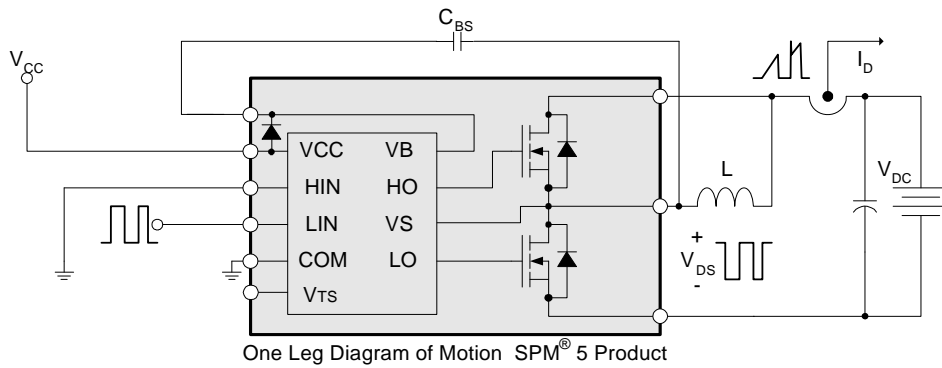 C_BS
V_CC
I_D
VCC VB
HIN HO
LIN VS
COM LO
V_TS
L
V_DC
+
V_DS
-
One Leg Diagram of Motion SPM® 5 Product